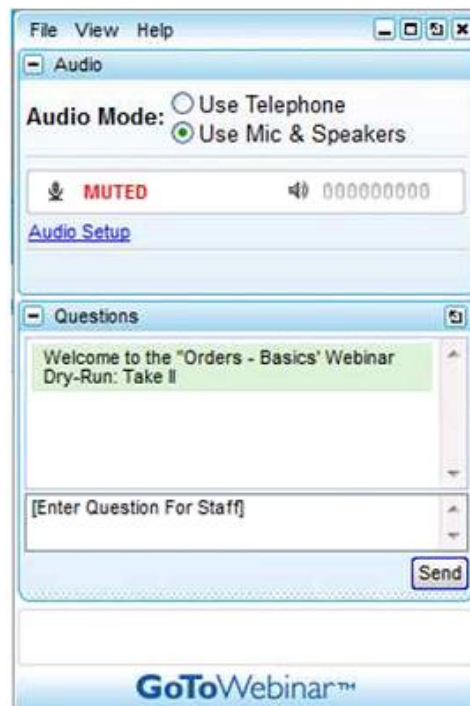 File View Help
Audio
Audio Mode: Use Telephone
Use Mic & Speakers
MUTED 000000000
Audio Setup
Questions
Welcome to the "Orders - Basics' Webinar
Dry-Run: Take II
[Enter Question For Staff]
Send
GoToWebinar™